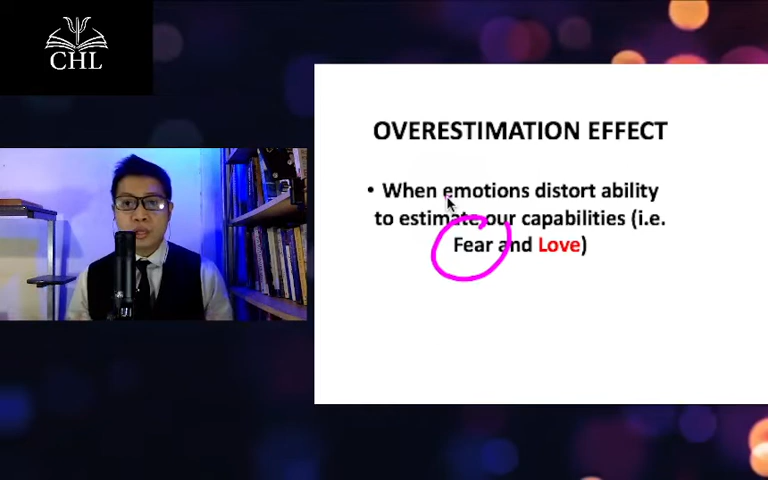 CHL
OVERESTIMATION EFFECT
• When emotions distort ability
to estimate our capabilities (i.e.
Fear and Love)